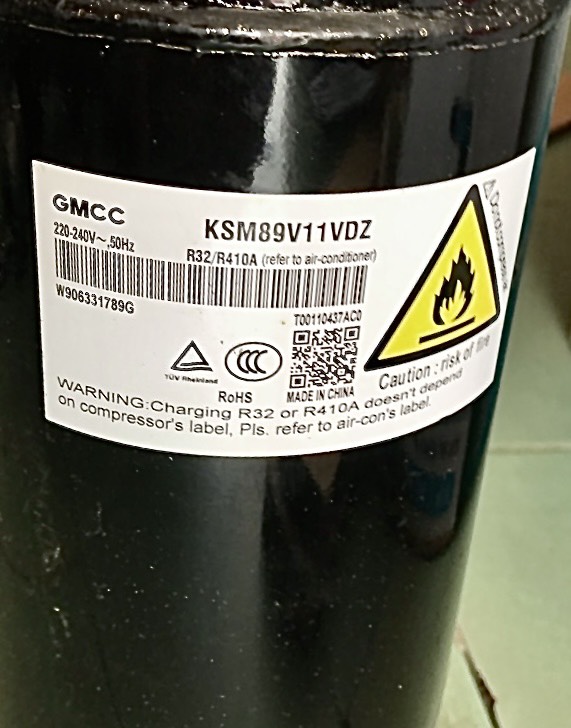 GMCC
KSM89V11VDZ
220-240V~,50Hz
R32/R410A (refer to air-conditioner)
W906331789G
T00110437AC0
TÜV Rheinland
CCC
RoHS
MADE IN CHINA
Caution : risk of fire
WARNING:Charging R32 or R410A doesn't depend
on compressor's label, Pls. refer to air-con's label.